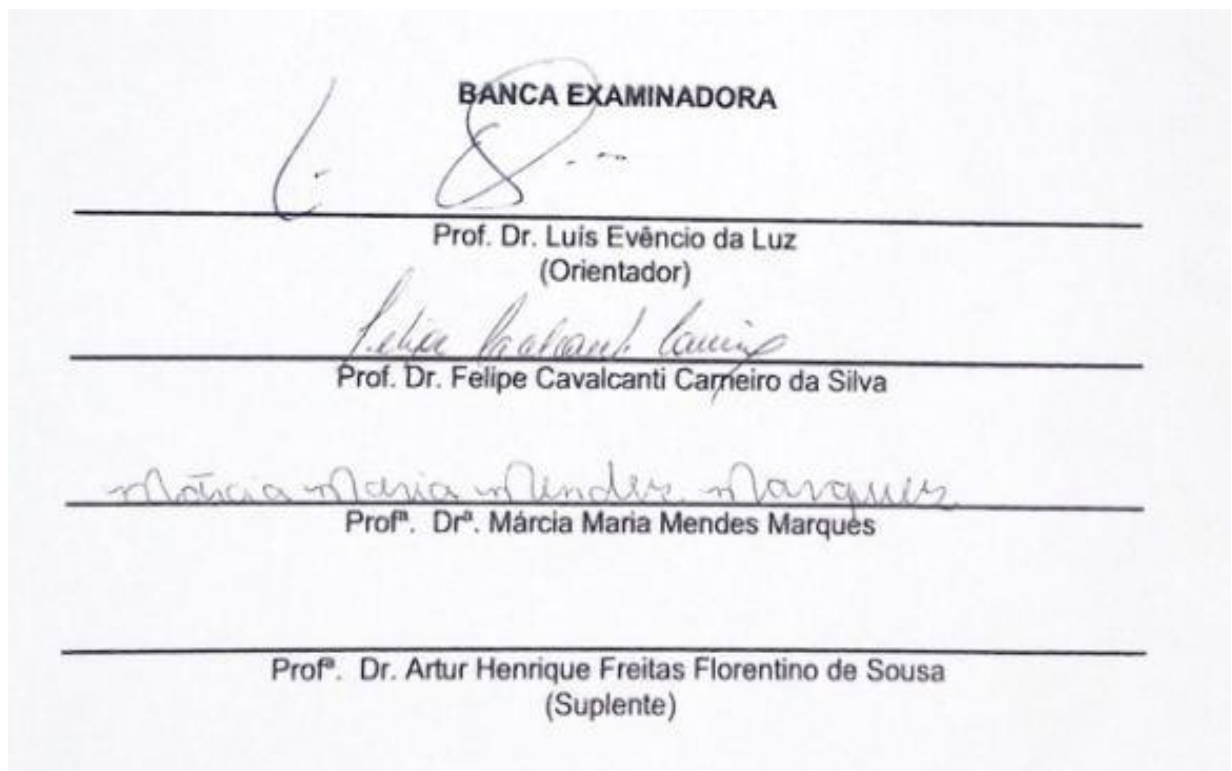 BANCA EXAMINADORA
Prof. Dr. Luís Evêncio da Luz
(Orientador)
Felipe Cavalcanti Carneiro
Prof. Dr. Felipe Cavalcanti Carneiro da Silva
Márcia Maria Mendes Marques
Profª. Drª. Márcia Maria Mendes Marques
Profª. Dr. Artur Henrique Freitas Florentino de Sousa
(Suplente)